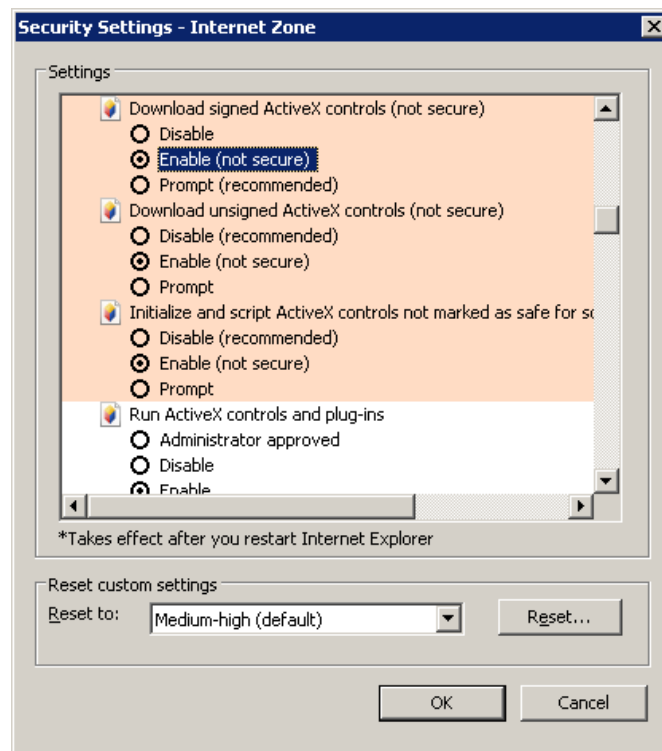 Security Settings - Internet Zone
Settings
Download signed ActiveX controls (not secure)
Disable
Enable (not secure)
Prompt (recommended)
Download unsigned ActiveX controls (not secure)
Disable (recommended)
Enable (not secure)
Prompt
Initialize and script ActiveX controls not marked as safe for
Disable (recommended)
Enable (not secure)
Prompt
Run ActiveX controls and plug-ins
Administrator approved
Disable
Enable
*Takes effect after you restart Internet Explorer
Reset custom settings
Reset to: Medium-high (default) Reset...
OK Cancel